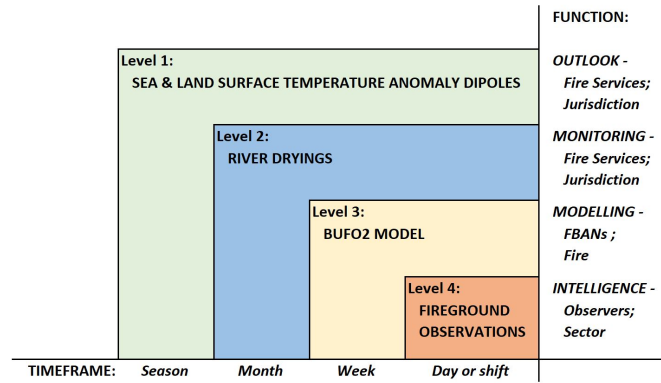 FUNCTION:
Level 1:
SEA & LAND SURFACE TEMPERATURE ANOMALY DIPOLES
OUTLOOK -
Fire Services;
Jurisdiction
Level 2:
RIVER DRYINGS
MONITORING -
Fire Services;
Jurisdiction
Level 3:
BUFO2 MODEL
MODELLING -
FBANs ;
Fire
Level 4:
FIREGROUND
OBSERVATIONS
INTELLIGENCE -
Observers;
Sector
TIMEFRAME: Season Month Week Day or shift